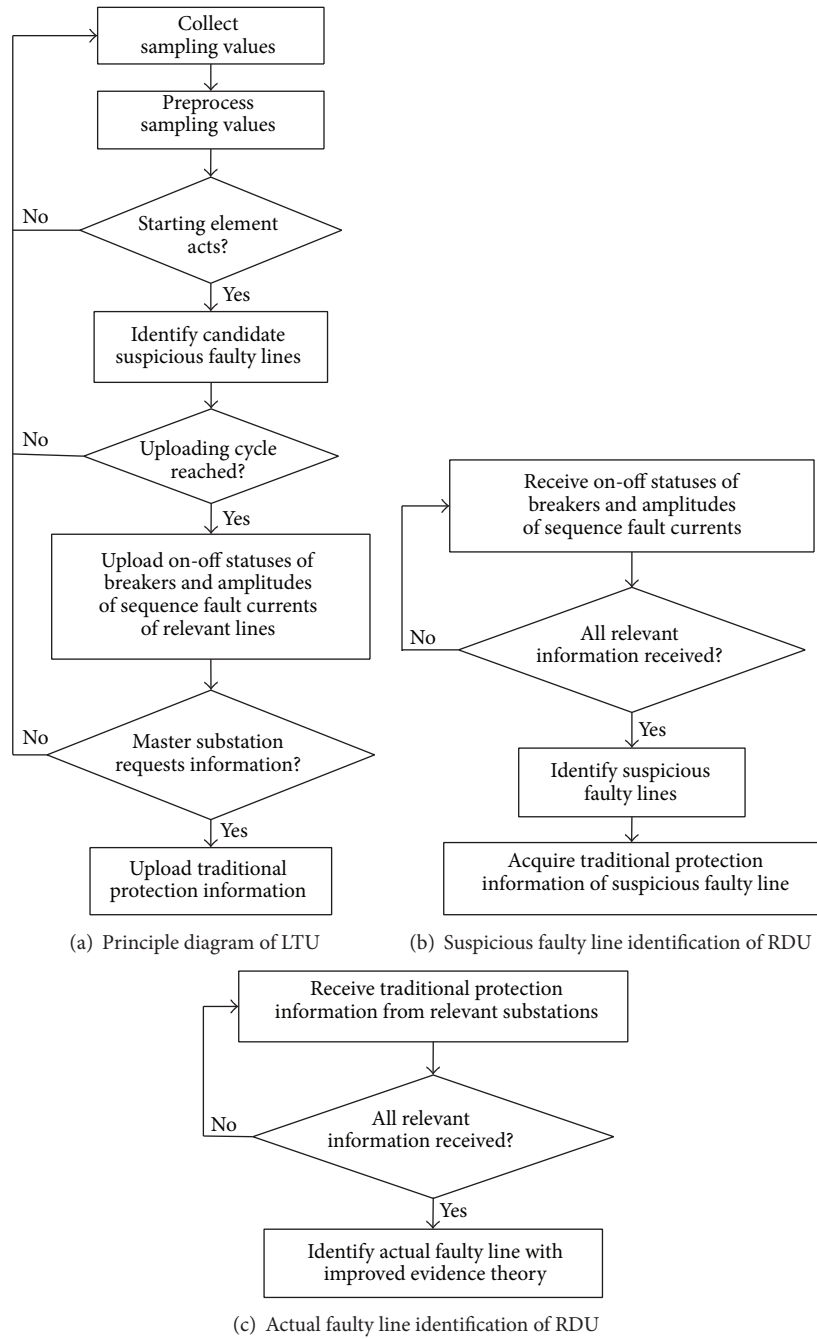 Collect
sampling values
Preprocess
sampling values
Starting element
acts?
No
Yes
Identify candidate
suspicious faulty lines
Uploading cycle
reached?
No
Yes
Upload on-off statuses of
breakers and amplitudes
of sequence fault currents
of relevant lines
Master substation
requests information?
No
Yes
Upload traditional
protection information
(a) Principle diagram of LTU
Receive on-off statuses of
breakers and amplitudes
of sequence fault currents
All relevant
information received?
No
Yes
Identify suspicious
faulty lines
Acquire traditional protection
information of suspicious faulty line
(b) Suspicious faulty line identification of RDU
Receive traditional protection
information from relevant substations
All relevant
information received?
No
Yes
Identify actual faulty line with
improved evidence theory
(c) Actual faulty line identification of RDU